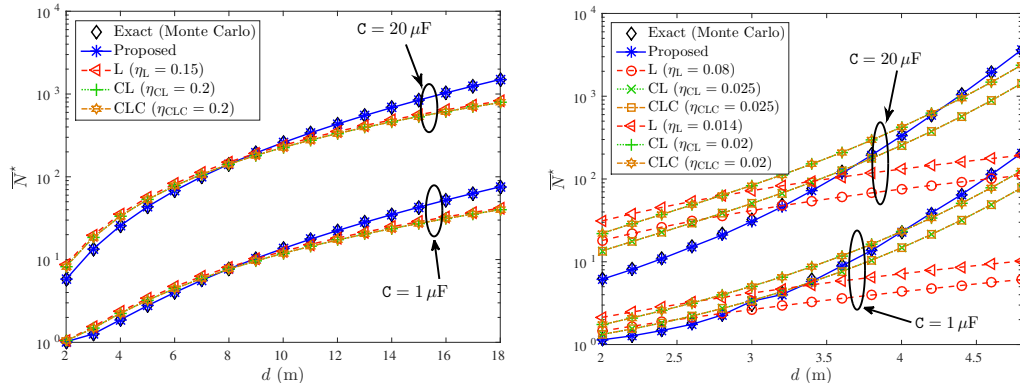 10^4
10^3
10^2
10^1
10^0
N̅*
Exact (Monte Carlo)
Proposed
L (η_L = 0.15)
CL (η_CL = 0.2)
CLC (η_CLC = 0.2)
C = 20 μF
C = 1 μF
2 4 6 8 10 12 14 16 18
d (m)
10^4
10^3
10^2
10^1
10^0
N̅*
Exact (Monte Carlo)
Proposed
L (η_L = 0.08)
CL (η_CL = 0.025)
CLC (η_CLC = 0.025)
L (η_L = 0.014)
CL (η_CL = 0.02)
CLC (η_CLC = 0.02)
C = 20 μF
C = 1 μF
2 2.5 3 3.5 4 4.5
d (m)